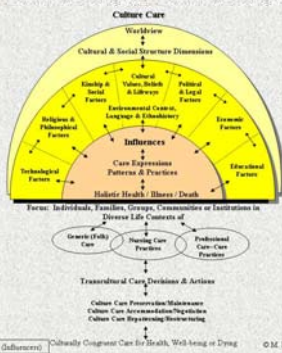 Culture Care
Worldview
Cultural & Social Structure Dimensions
Kinship &
Social
Factors
Cultural
Values, Beliefs
& Lifeways
Political
& Legal
Factors
Environmental Context,
Language & Ethnohistory
Religious &
Philosophical
Factors
Economic
Factors
Technological
Factors
Educational
Factors
Influences
Care Expressions
Patterns & Practices
Holistic Health / Illness / Death
Focus: Individuals, Families, Groups, Communities or Institutions in
Diverse Life Contexts of
Generic (Folk)
Care
Nursing Care
Practices
Professional
Care–Cure
Practices
Transcultural Care Decisions & Actions
Culture Care Preservation/Maintenance
Culture Care Accommodation/Negotiation
Culture Care Repatterning/Restructuring
(Influencers)
Culturally Congruent Care for Health, Well-being or Dying
© M.